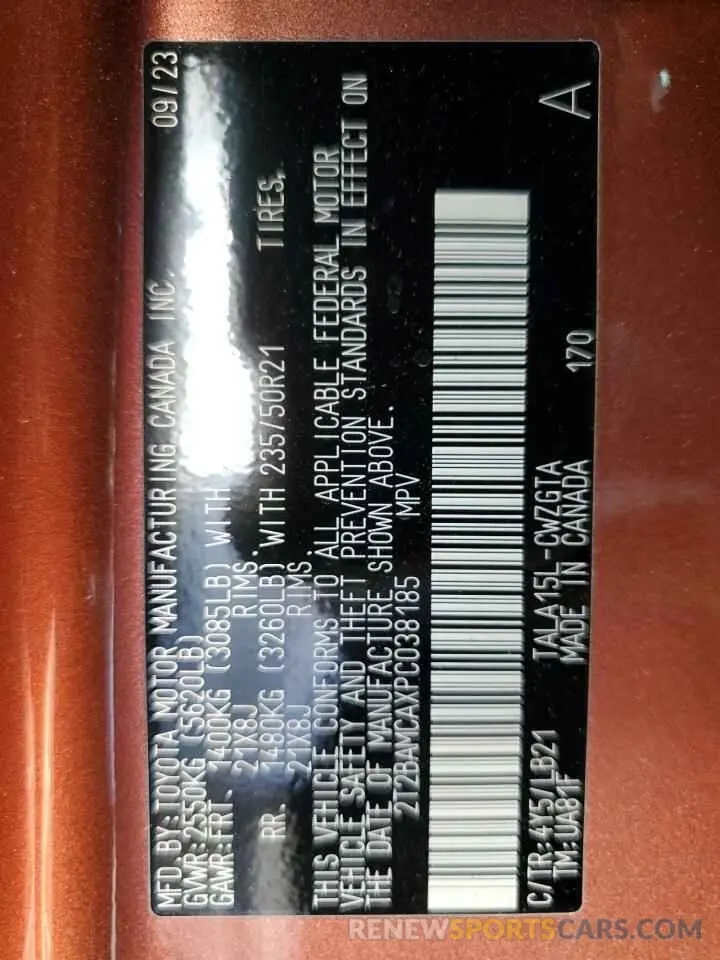 MFD. BY:TOYOTA MOTOR MANUFACTURING CANADA INC. 09/23
GVWR:2550KG (5620LB)
GAWR:FRT. 1400KG (3085LB) WITH
21X8J RIMS.
RR. 1480KG (3260LB) WITH 235/50R21 TIRES,
21X8J RIMS.
THIS VEHICLE CONFORMS TO ALL APPLICABLE FEDERAL MOTOR
VEHICLE SAFETY AND THEFT PREVENTION STANDARDS IN EFFECT ON
THE DATE OF MANUFACTURE SHOWN ABOVE.
2T2BAMCAXPC038185 MPV
C/TR:4Y5/LB21 TALA15L-CWZGTA 170 A
TM:UA81F MADE IN CANADA
RENEWSPORTSCARS.COM